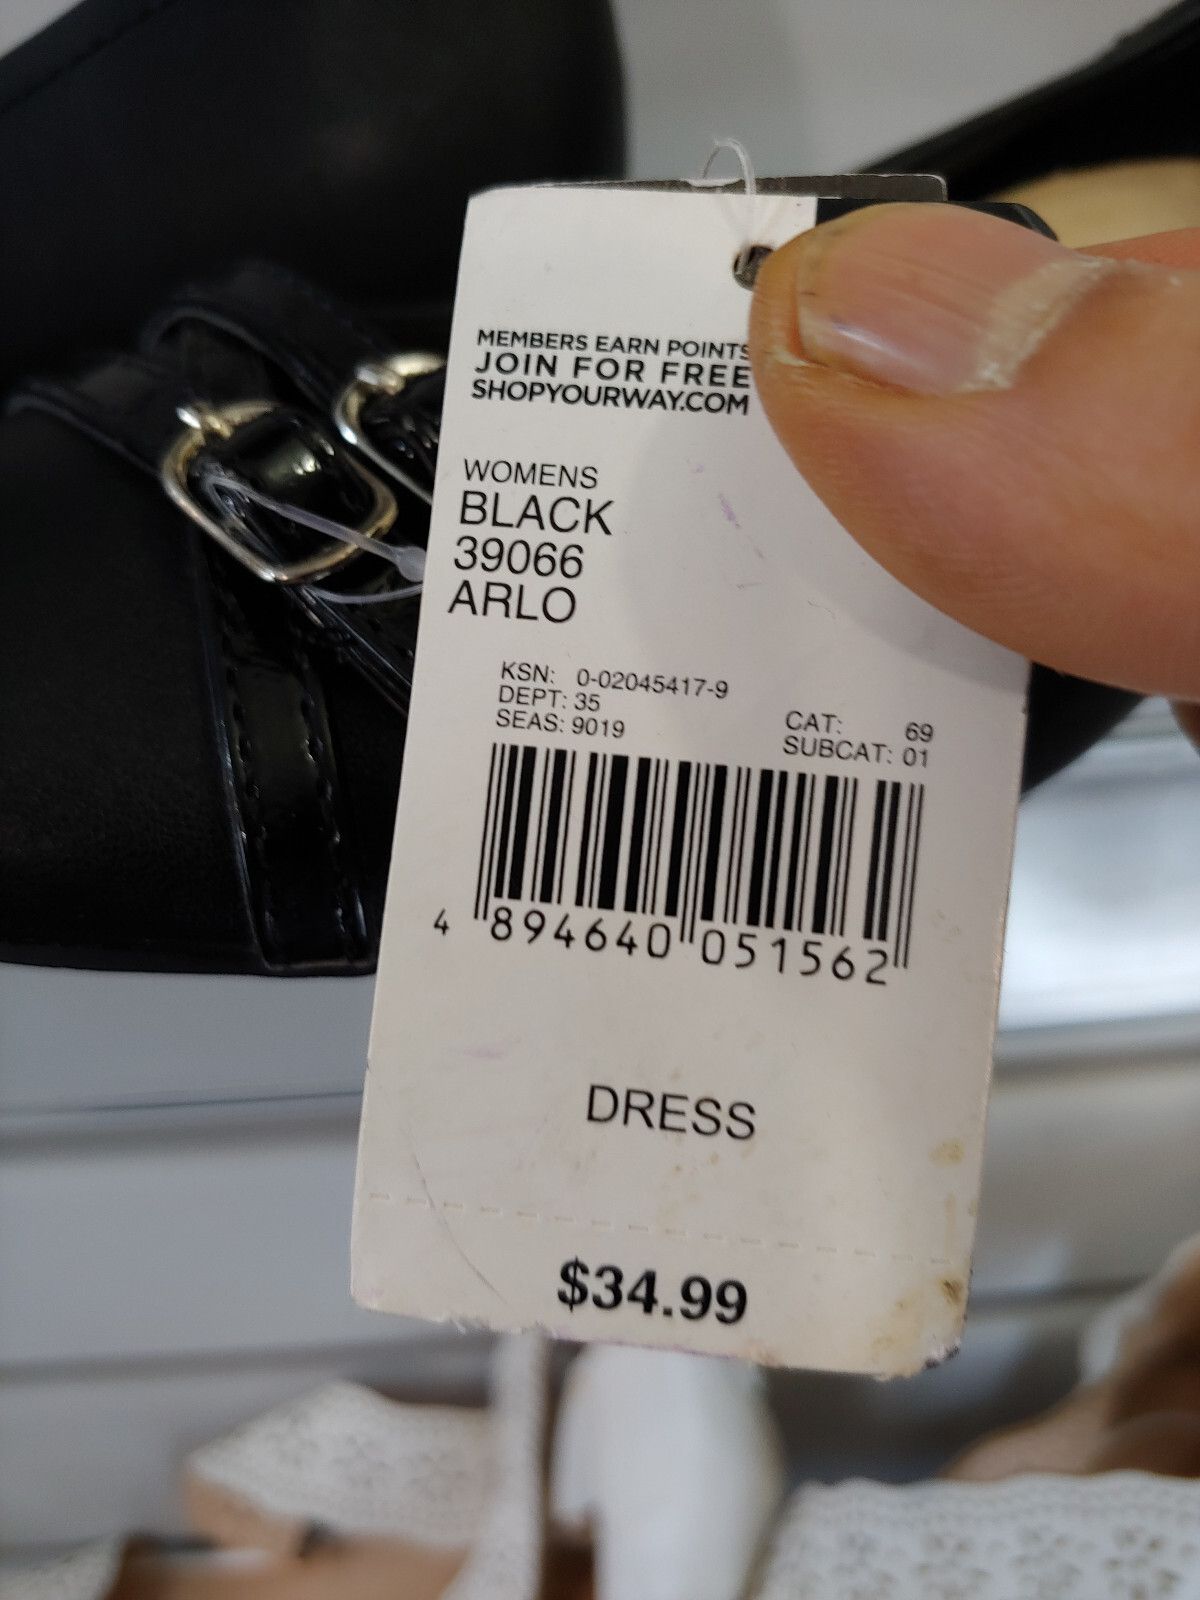 MEMBERS EARN POINTS
JOIN FOR FREE
SHOPYOURWAY.COM
WOMENS
BLACK
39066
ARLO
KSN: 0-02045417-9
DEPT: 35
SEAS: 9019
CAT: 69
SUBCAT: 01
4 894640 051562
DRESS
$34.99